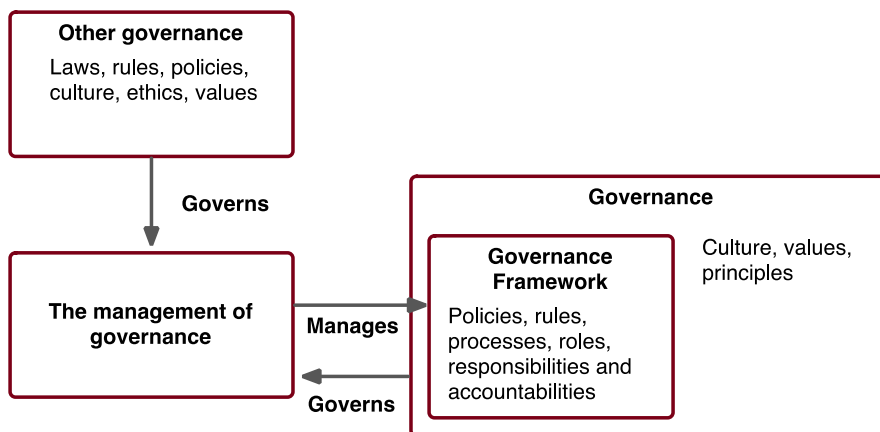 Other governance
Laws, rules, policies,
culture, ethics, values
Governs
The management of
governance
Manages
Governs
Governance
Governance
Framework
Policies, rules,
processes, roles,
responsibilities and
accountabilities
Culture, values,
principles